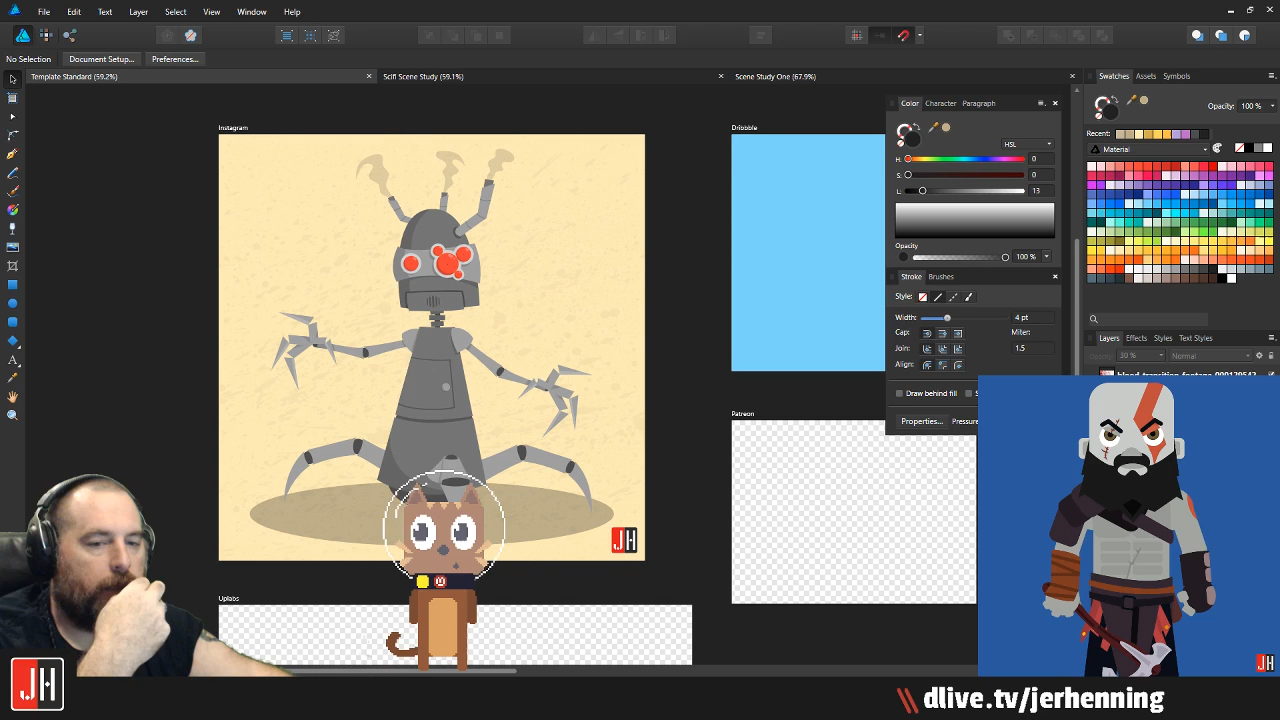 File Edit Text Layer Select View Window Help
No Selection Document Setup... Preferences...
Template Standard (59.2%) Scifi Scene Study (59.1%) Scene Study One (67.9%)
Swatches Assets Symbols
Opacity: 100 %
Recent:
Material
Color Character Paragraph
HSL
H: 0
S: 0
L: 13
Opacity
100 %
Stroke Brushes
Style:
Width: 4 pt
Cap: Miter:
Join: 1.5
Align:
Draw behind fill S
Properties... Pressure
Layers Effects Styles Text Styles
Opacity: 30 % Normal
Instagram
Dribbble
Patreon
Uplabs
JH
JH
JH
\\ dlive.tv/jerhenning